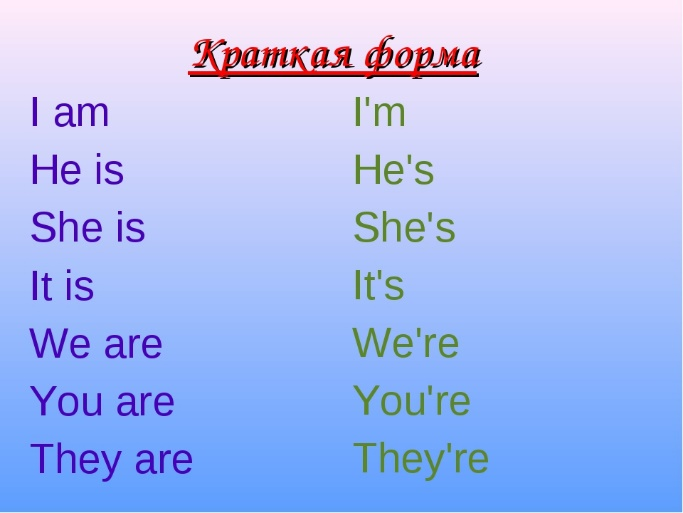 Краткая форма
I am I'm
He is He's
She is She's
It is It's
We are We're
You are You're
They are They're